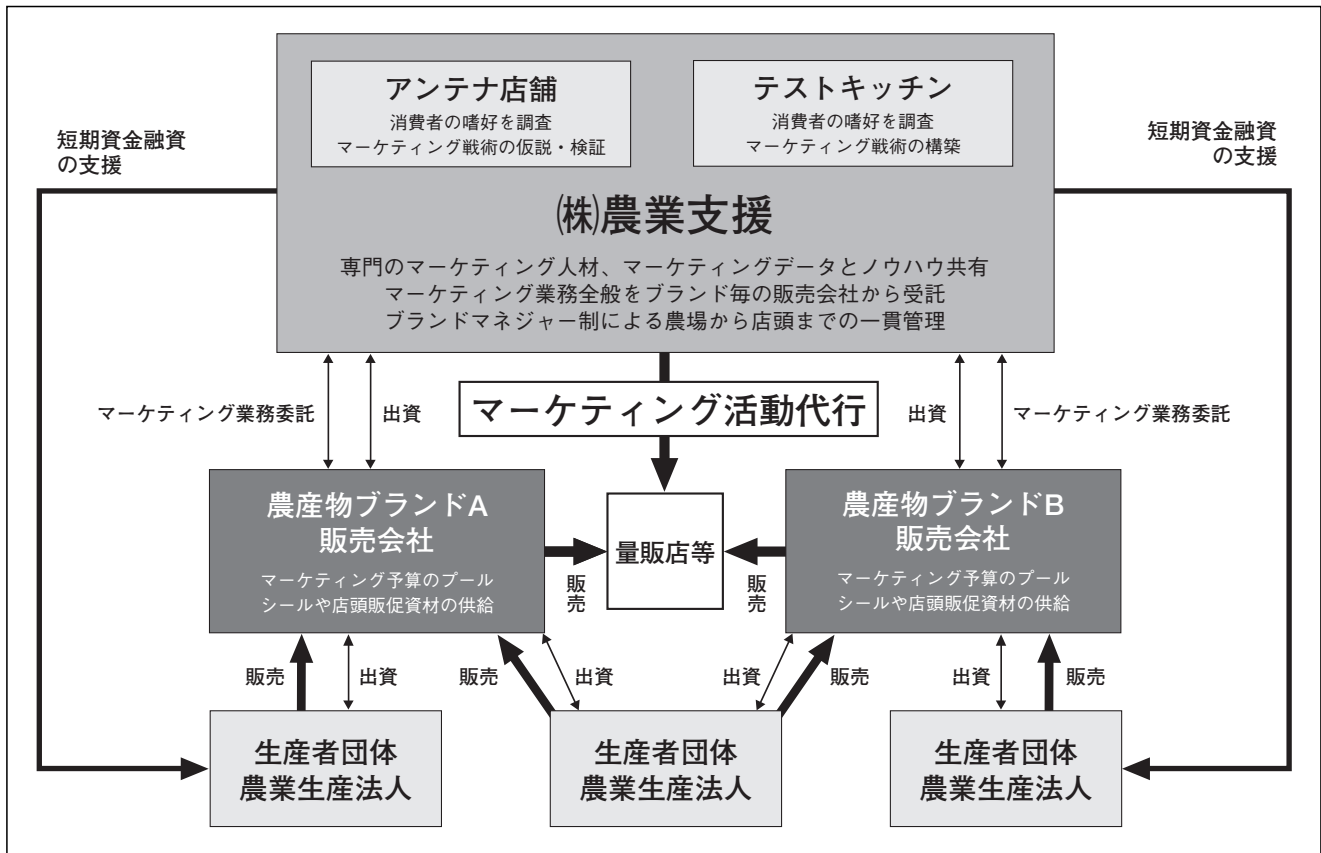 アンテナ店舗
消費者の嗜好を調査
マーケティング戦術の仮説・検証
テストキッチン
消費者の嗜好を調査
マーケティング戦術の構築
短期資金融資
の支援
短期資金融資
の支援
㈱農業支援
専門のマーケティング人材、マーケティングデータとノウハウ共有
マーケティング業務全般をブランド毎の販売会社から受託
ブランドマネジャー制による農場から店頭までの一貫管理
マーケティング業務委託
出資
マーケティング活動代行
出資
マーケティング業務委託
農産物ブランドA
販売会社
マーケティング予算のプール
シールや店頭販促資材の供給
販売
量販店等
販売
農産物ブランドB
販売会社
マーケティング予算のプール
シールや店頭販促資材の供給
販売
出資
販売
出資
出資
販売
出資
販売
生産者団体
農業生産法人
生産者団体
農業生産法人
生産者団体
農業生産法人